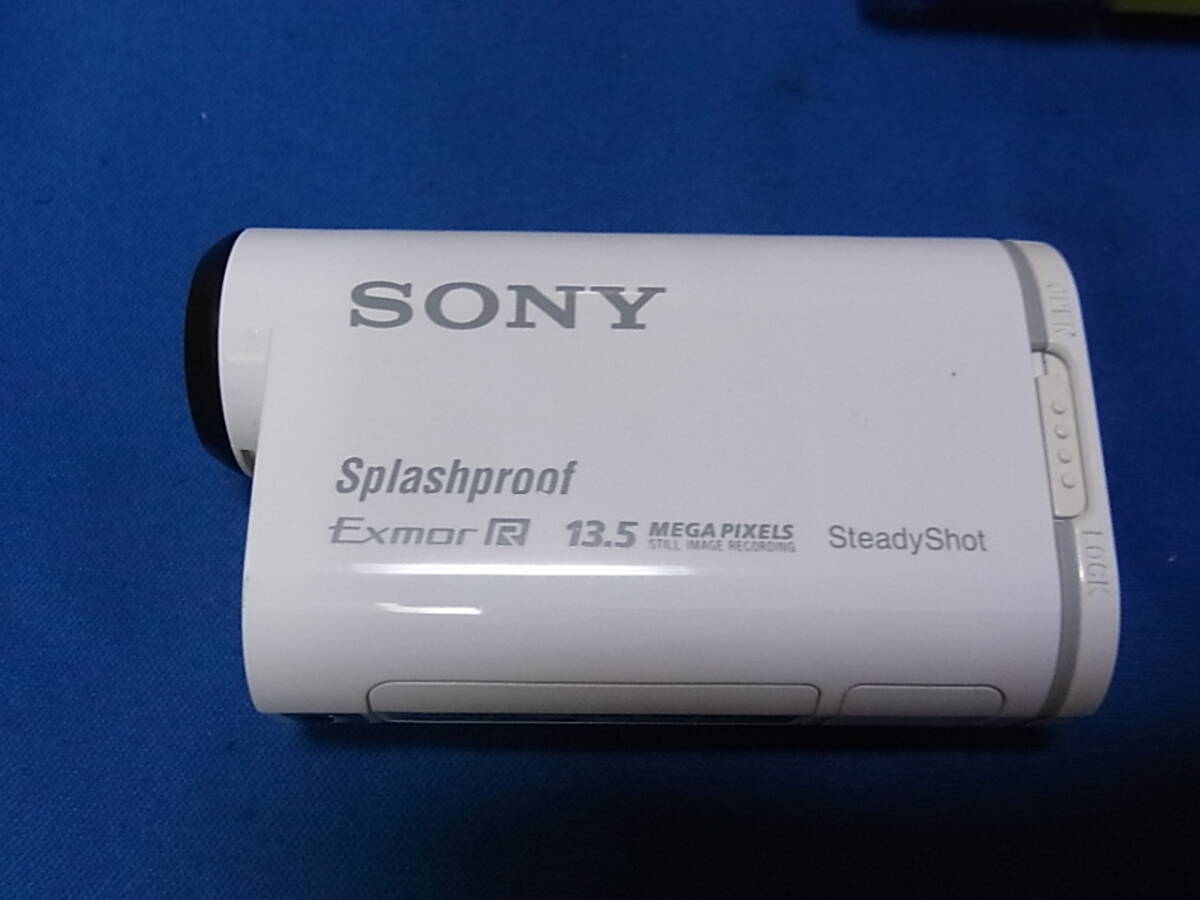 SONY
Splashproof
Exmor R 13.5 MEGA PIXELS SteadyShot
STILL IMAGE RECORDING
OPEN
LOCK